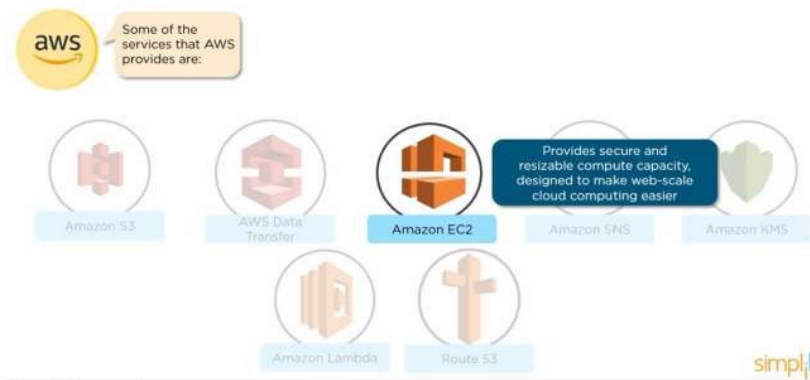 aws
Some of the
services that AWS
provides are:
Provides secure and
resizable compute capacity,
designed to make web-scale
cloud computing easier
Amazon S3
AWS Data
Transfer
Amazon EC2
Amazon SNS
Amazon KMS
Amazon Lambda
Route 53
simpl